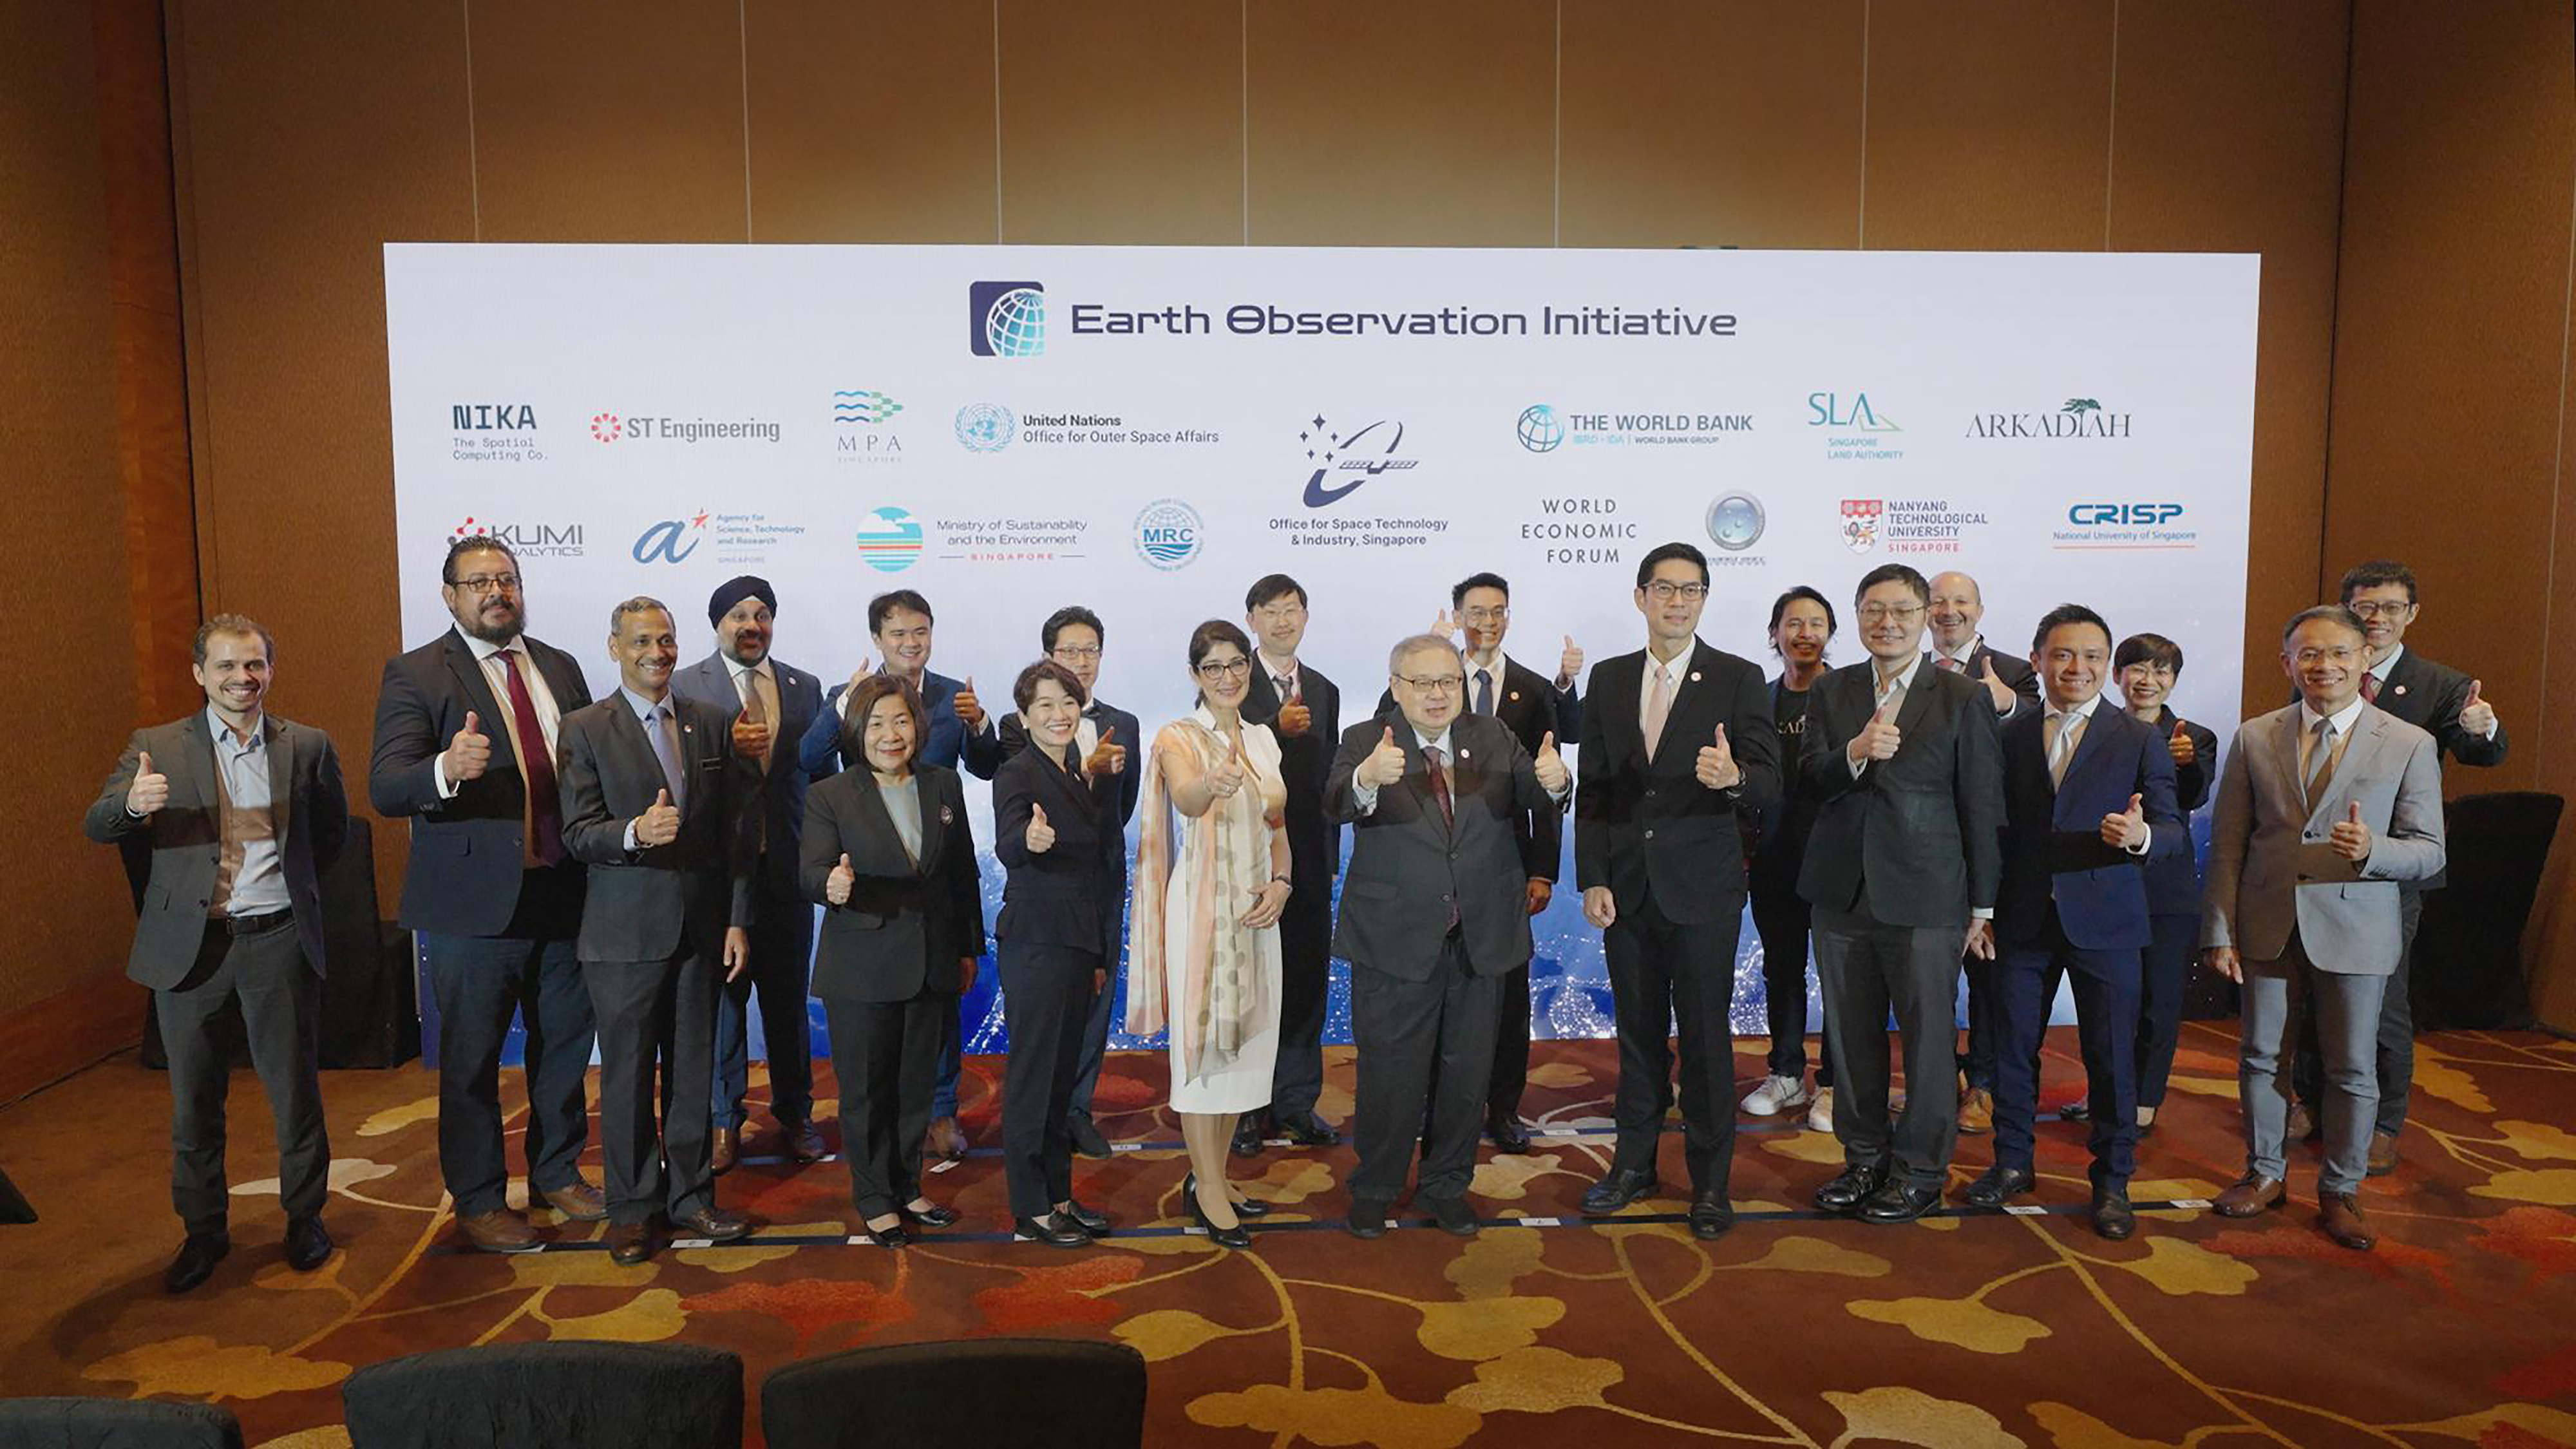 Earth Observation Initiative
NIKA
The Spatial
Computing Co.
ST Engineering
MPA
SINGAPORE
United Nations
Office for Outer Space Affairs
Office for Space Technology
& Industry, Singapore
THE WORLD BANK
IBRD • IDA | WORLD BANK GROUP
SLA
SINGAPORE
LAND AUTHORITY
ARKADIAH
KUMI
ANALYTICS
Agency for
Science, Technology
and Research
SINGAPORE
Ministry of Sustainability
and the Environment
SINGAPORE
MRC
WORLD
ECONOMIC
FORUM
NANYANG
TECHNOLOGICAL
UNIVERSITY
SINGAPORE
CRISP
National University of Singapore